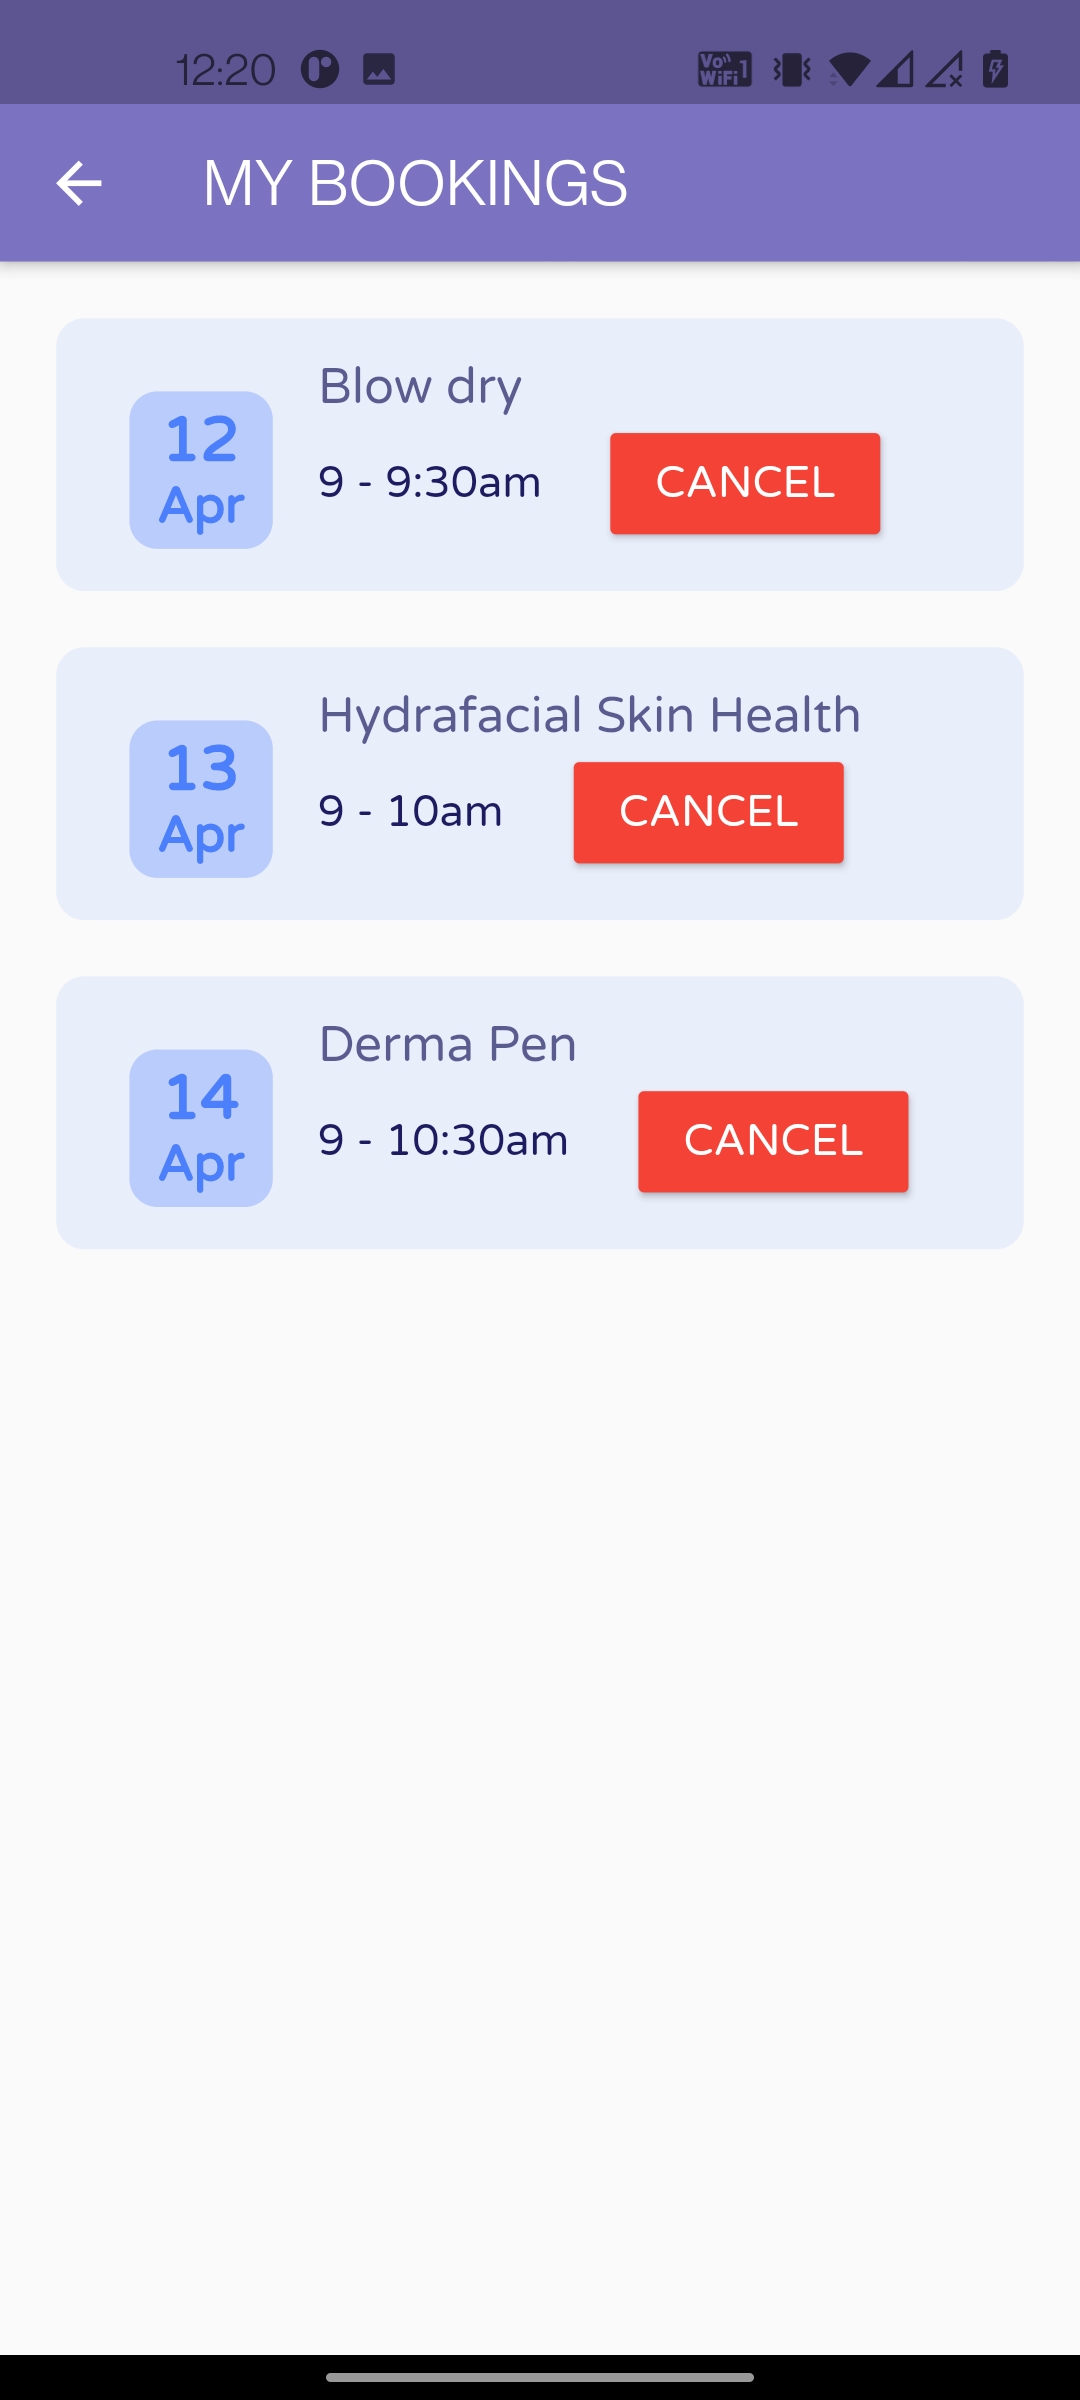 12:20
Vo WiFi 1
MY BOOKINGS
Blow dry
12
Apr
9 - 9:30am
CANCEL
Hydrafacial Skin Health
13
Apr
9 - 10am
CANCEL
Derma Pen
14
Apr
9 - 10:30am
CANCEL